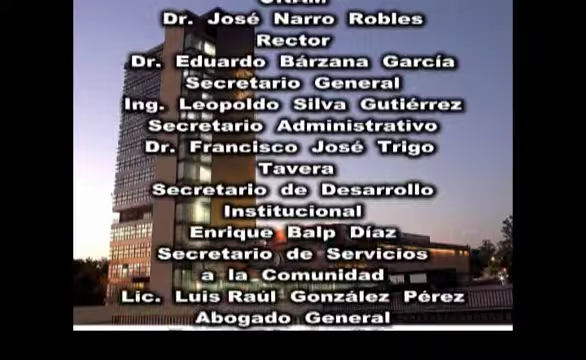 UNAM
Dr. José Narro Robles
Rector
Dr. Eduardo Bárzana García
Secretario General
Ing. Leopoldo Silva Gutiérrez
Secretario Administrativo
Dr. Francisco José Trigo
Tavera
Secretario de Desarrollo
Institucional
Enrique Balp Díaz
Secretario de Servicios
a la Comunidad
Lic. Luis Raúl González Pérez
Abogado General